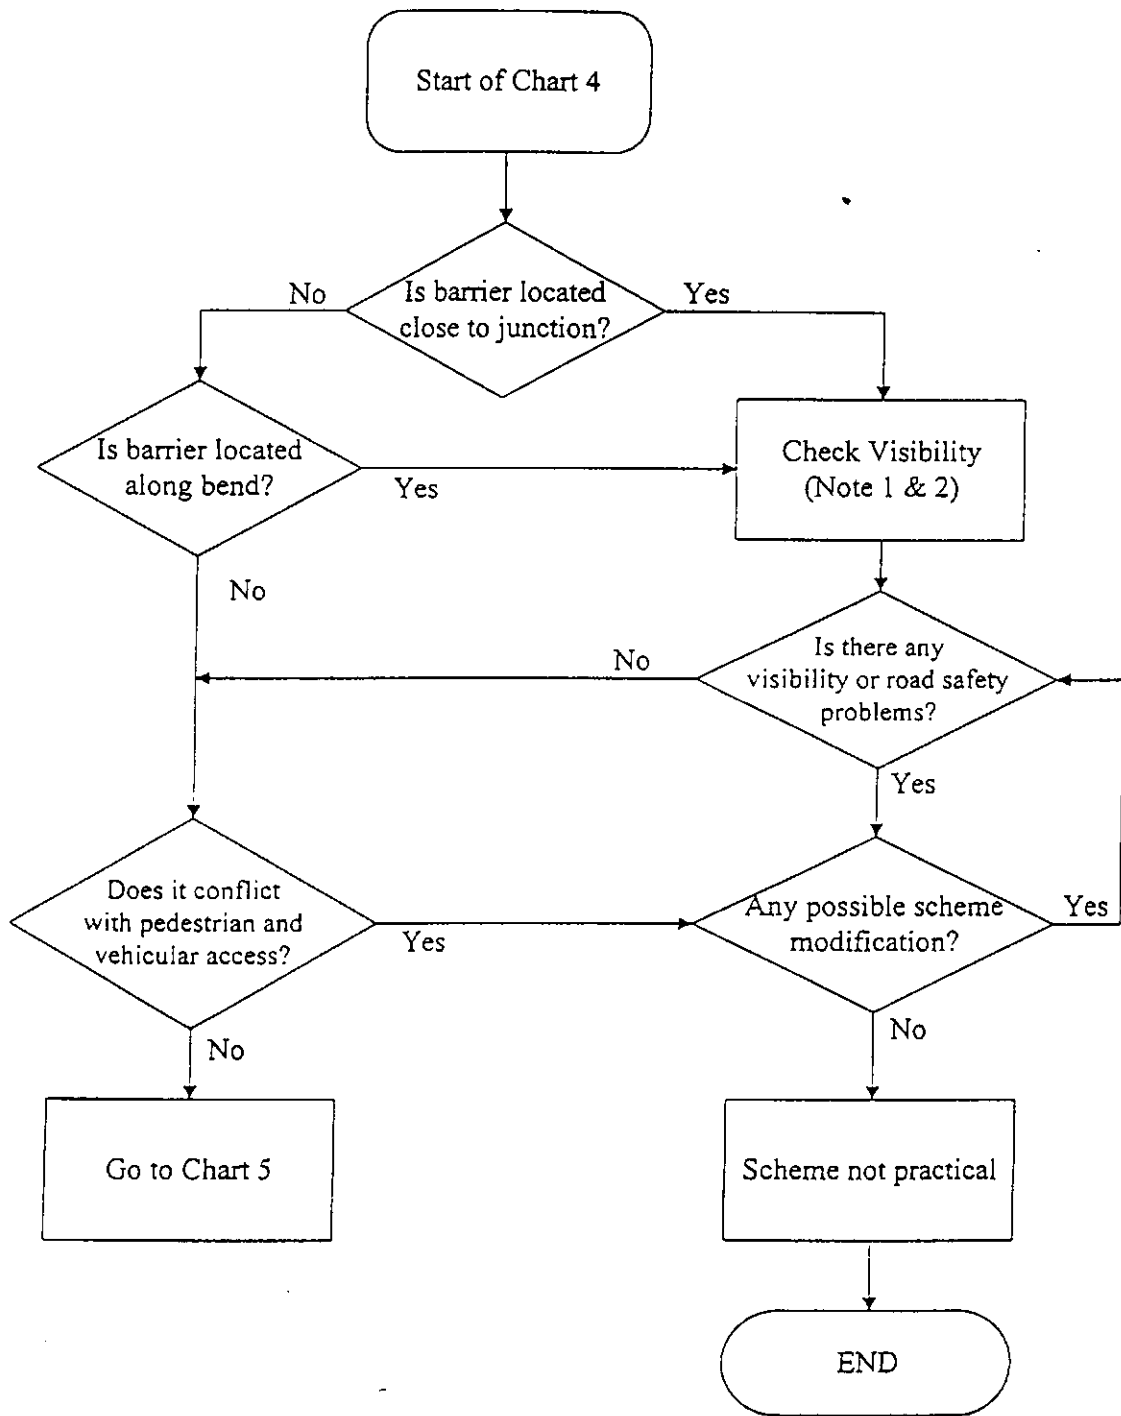 Start of Chart 4
Is barrier located
close to junction?
No
Yes
Is barrier located
along bend?
Yes
No
Check Visibility
(Note 1 & 2)
Is there any
visibility or road safety
problems?
No
Yes
Does it conflict
with pedestrian and
vehicular access?
Yes
No
Any possible scheme
modification?
Yes
No
Go to Chart 5
Scheme not practical
END